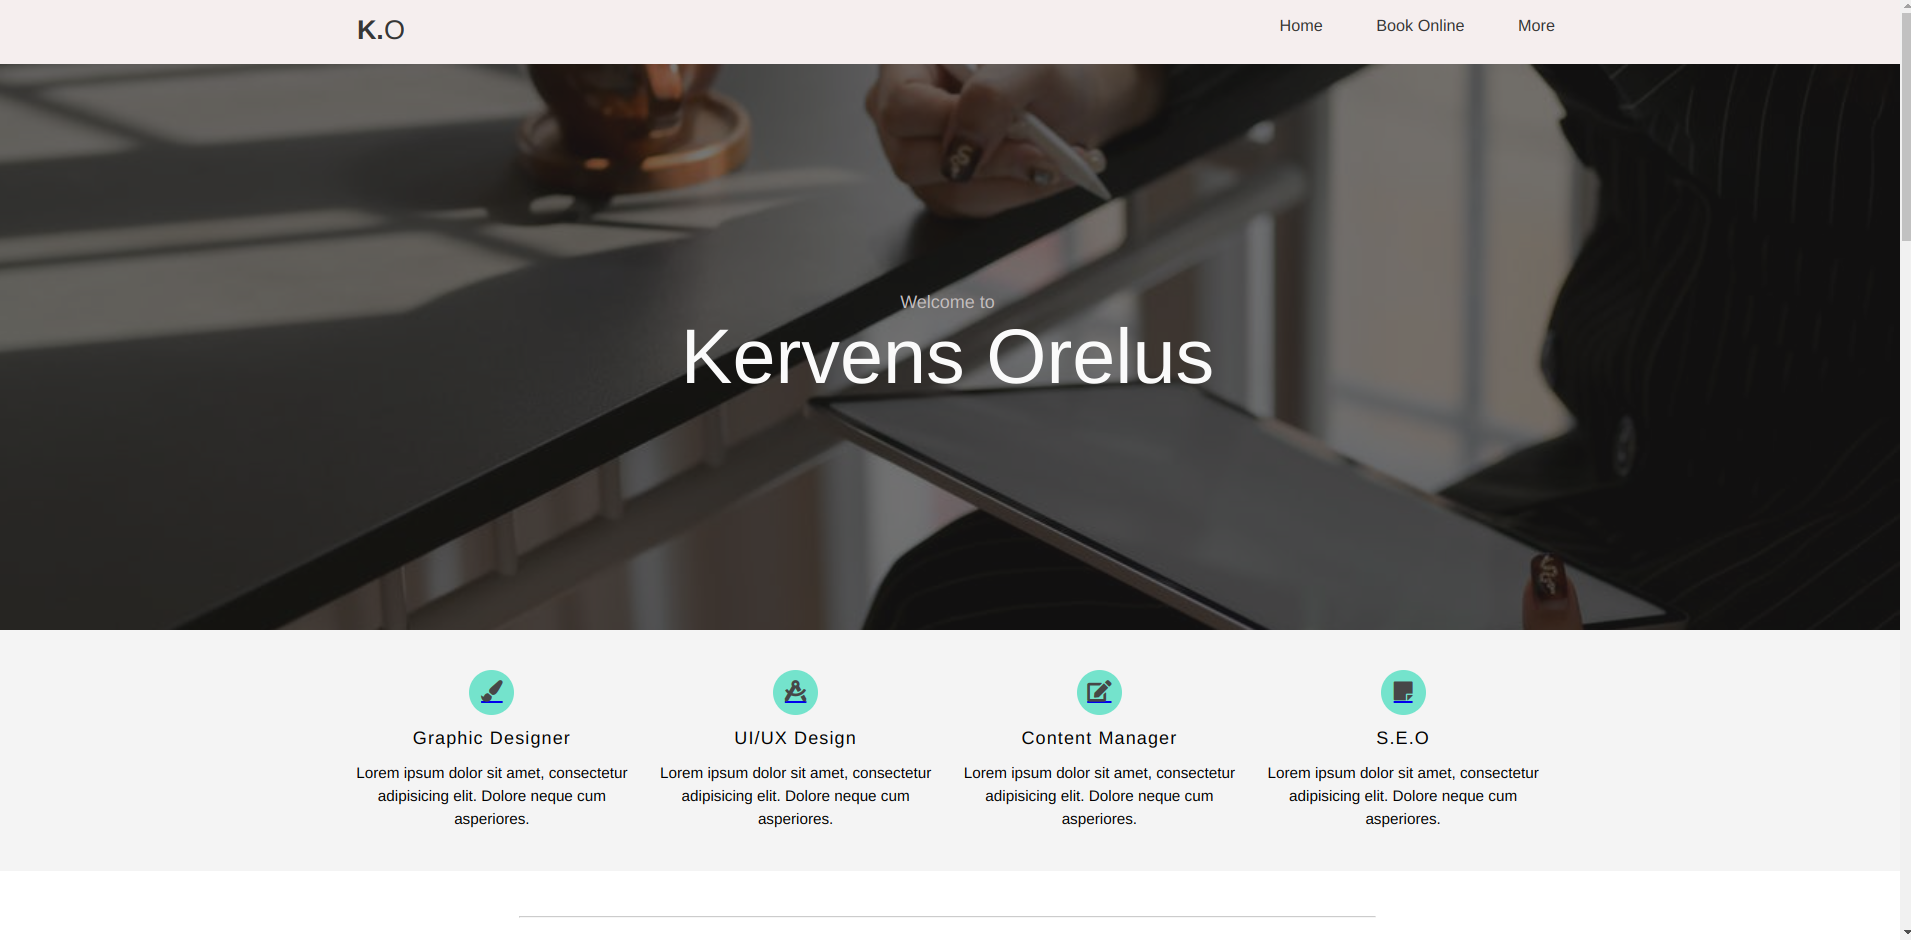 K.O
Home
Book Online
More
Welcome to
Kervens Orelus
Graphic Designer
Lorem ipsum dolor sit amet, consectetur
adipisicing elit. Dolore neque cum
asperiores.
UI/UX Design
Lorem ipsum dolor sit amet, consectetur
adipisicing elit. Dolore neque cum
asperiores.
Content Manager
Lorem ipsum dolor sit amet, consectetur
adipisicing elit. Dolore neque cum
asperiores.
S.E.O
Lorem ipsum dolor sit amet, consectetur
adipisicing elit. Dolore neque cum
asperiores.